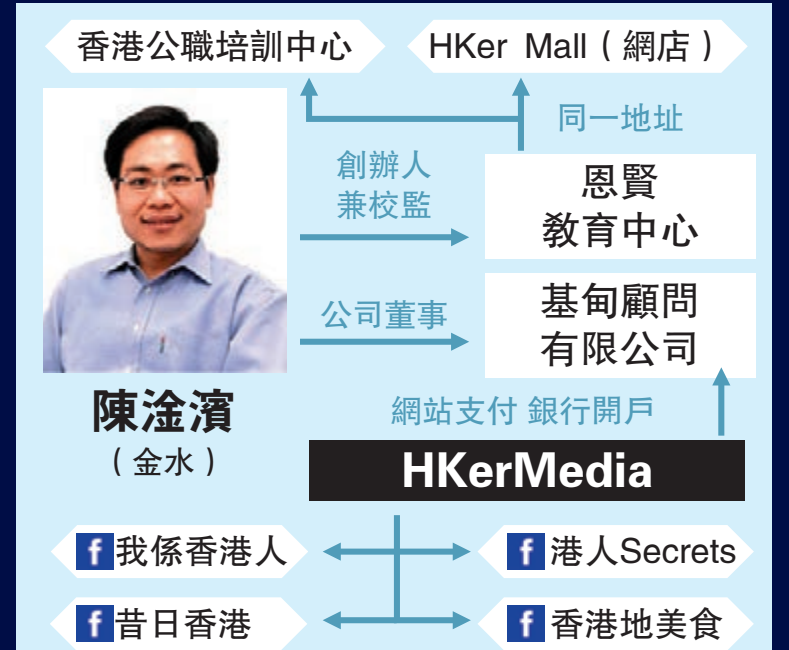 香港公職培訓中心
HKer Mall（網店）
同一地址
創辦人
兼校監
恩賢
教育中心
公司董事
基甸顧問
有限公司
陳淦濱
（金水）
網站支付 銀行開戶
HKerMedia
f 我係香港人
f 港人Secrets
f 昔日香港
f 香港地美食